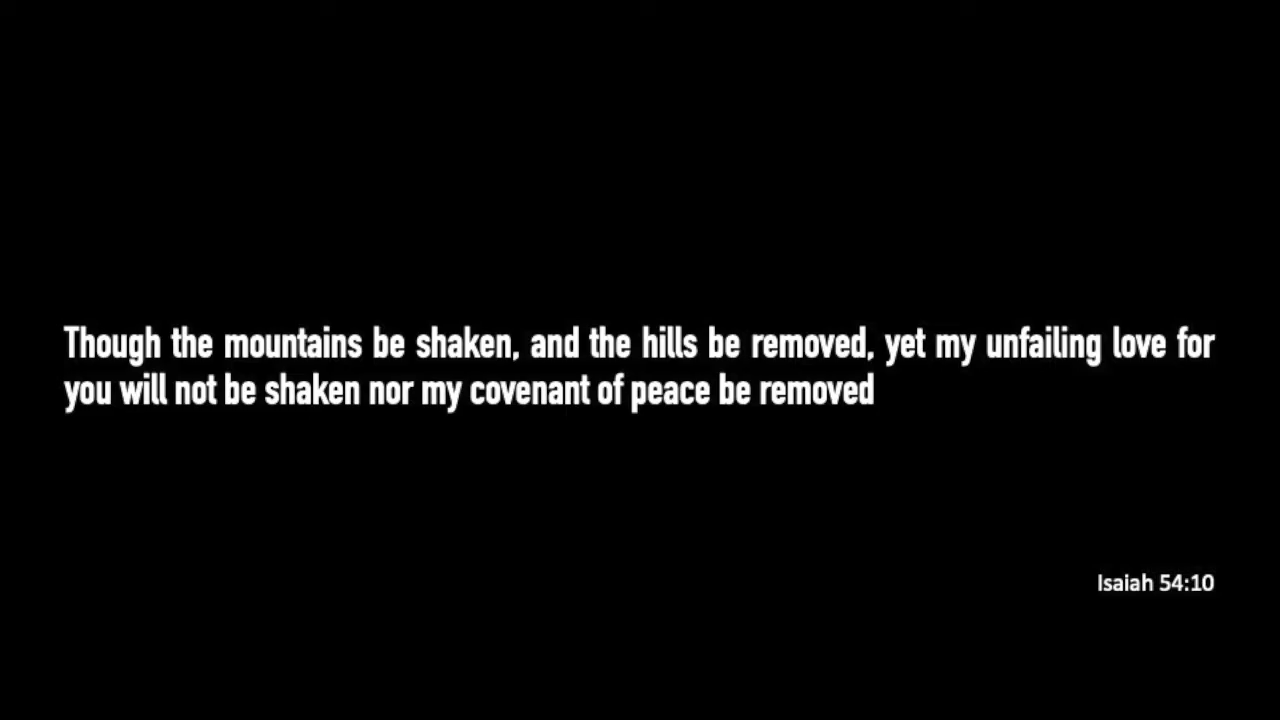 Though the mountains be shaken, and the hills be removed, yet my unfailing love for
you will not be shaken nor my covenant of peace be removed
Isaiah 54:10